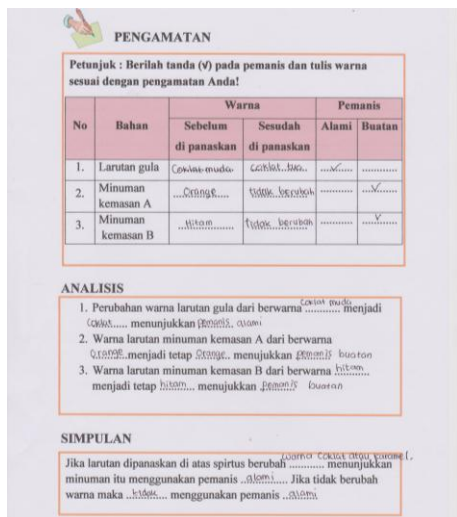 PENGAMATAN
Petunjuk : Berilah tanda (√) pada pemanis dan tulis warna
sesuai dengan pengamatan Anda!
No Bahan Warna Pemanis
Sebelum di panaskan Sesudah di panaskan Alami Buatan
1. Larutan gula Coklat muda coklat tua ...√... ............
2. Minuman kemasan A Orange tidak berubah ............ ...√...
3. Minuman kemasan B Hitam tidak berubah ............ ...√...
ANALISIS
1. Perubahan warna larutan gula dari berwarna coklat muda menjadi
coklat...... menunjukkan pemanis alami
2. Warna larutan minuman kemasan A dari berwarna
Orange menjadi tetap Orange.. menujukkan pemanis buatan
3. Warna larutan minuman kemasan B dari berwarna hitam
menjadi tetap hitam.... menujukkan pemanis buatan
SIMPULAN
Jika larutan dipanaskan di atas spirtus berubah warna coklat atau karamel. menunjukkan
minuman itu menggunakan pemanis ..alami..... Jika tidak berubah
warna maka ..tidak.... menggunakan pemanis ..alami